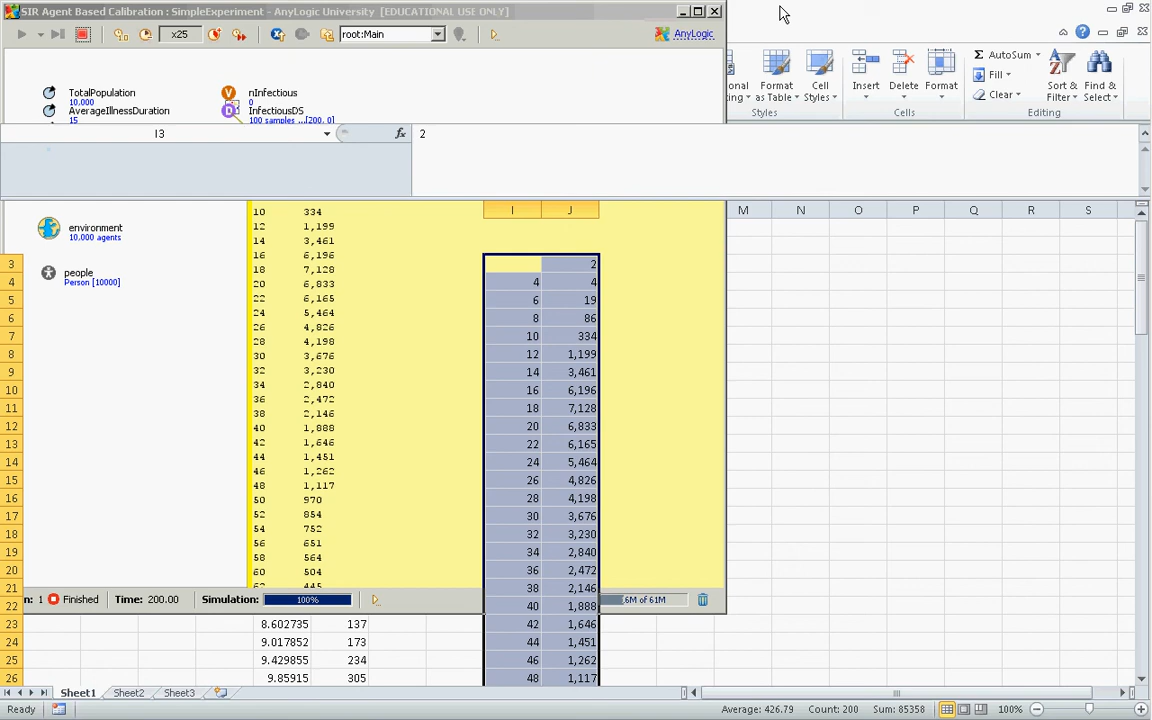 SIR Agent Based Calibration : SimpleExperiment - AnyLogic University [EDUCATIONAL USE ONLY]
x25 root:Main AnyLogic
TotalPopulation
10,000
AverageIllnessDuration
15
nInfectious
0
InfectiousDS
100 samples ...[200, 0]
Format as Table
Cell Styles
Styles
Insert Delete Format
Cells
AutoSum
Fill
Clear
Sort & Filter
Find & Select
Editing
I3 fx 2
environment
10,000 agents
people
Person [10000]
10 334
12 1,199
14 3,461
16 6,196
18 7,128
20 6,833
22 6,165
24 5,464
26 4,826
28 4,198
30 3,676
32 3,230
34 2,840
36 2,472
38 2,146
40 1,888
42 1,646
44 1,451
46 1,262
48 1,117
50 970
52 854
54 752
56 651
58 564
60 504
62 445
I J M N O P Q R S
3 2
4 4 4
5 6 19
6 8 86
7 10 334
8 12 1,199
9 14 3,461
10 16 6,196
11 18 7,128
12 20 6,833
13 22 6,165
14 24 5,464
15 26 4,826
16 28 4,198
17 30 3,676
18 32 3,230
19 34 2,840
20 36 2,472
21 38 2,146
22 40 1,888
23 8.602735 137 42 1,646
24 9.017852 173 44 1,451
25 9.429855 234 46 1,262
26 9.85915 305 48 1,117
n: 1 Finished Time: 200.00 Simulation: 100% 6M of 61M
Sheet1 Sheet2 Sheet3
Ready Average: 426.79 Count: 200 Sum: 85358 100%